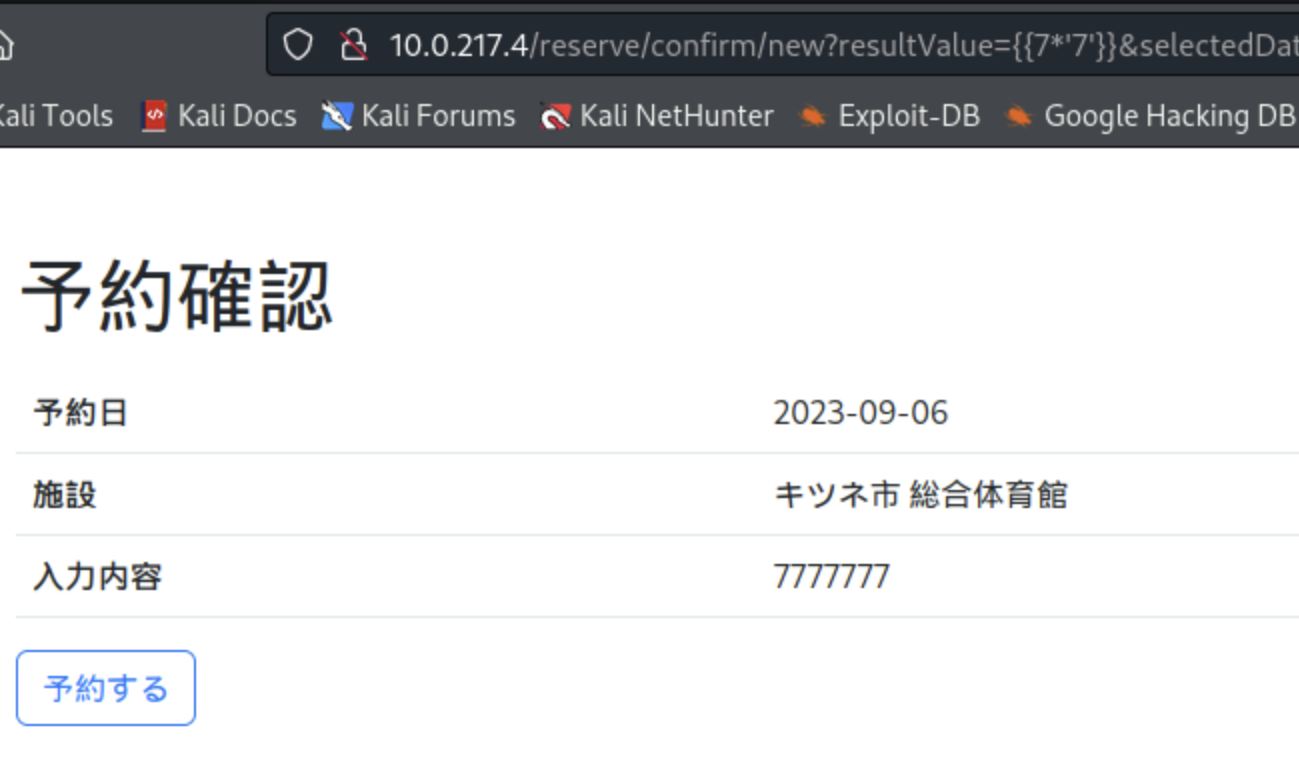 10.0.217.4/reserve/confirm/new?resultValue={{7*'7'}}&selectedDat
Kali Tools Kali Docs Kali Forums Kali NetHunter Exploit-DB Google Hacking DB
予約確認
予約日 2023-09-06
施設 キツネ市 総合体育館
入力内容 7777777
予約する